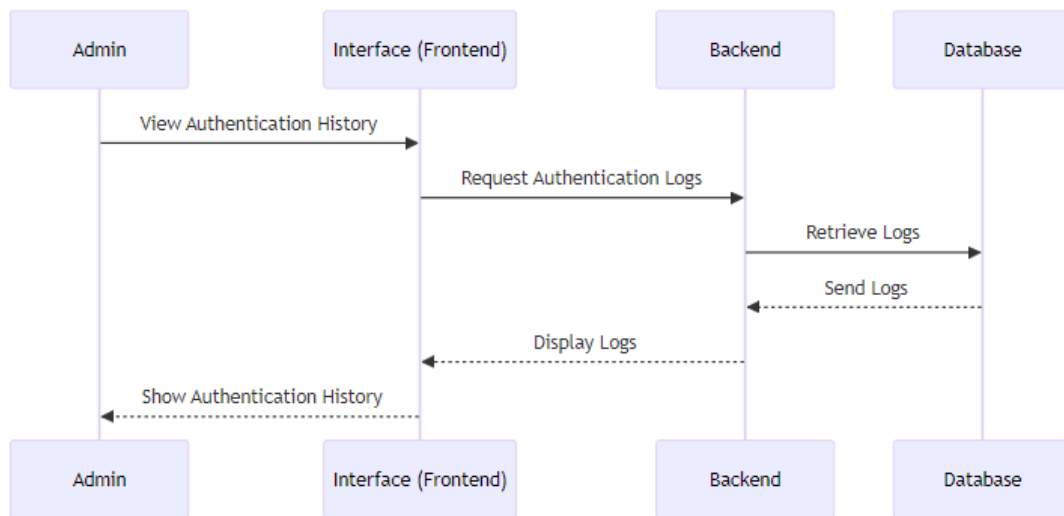 Admin
Interface (Frontend)
Backend
Database
View Authentication History
Request Authentication Logs
Retrieve Logs
Send Logs
Display Logs
Show Authentication History
Admin
Interface (Frontend)
Backend
Database